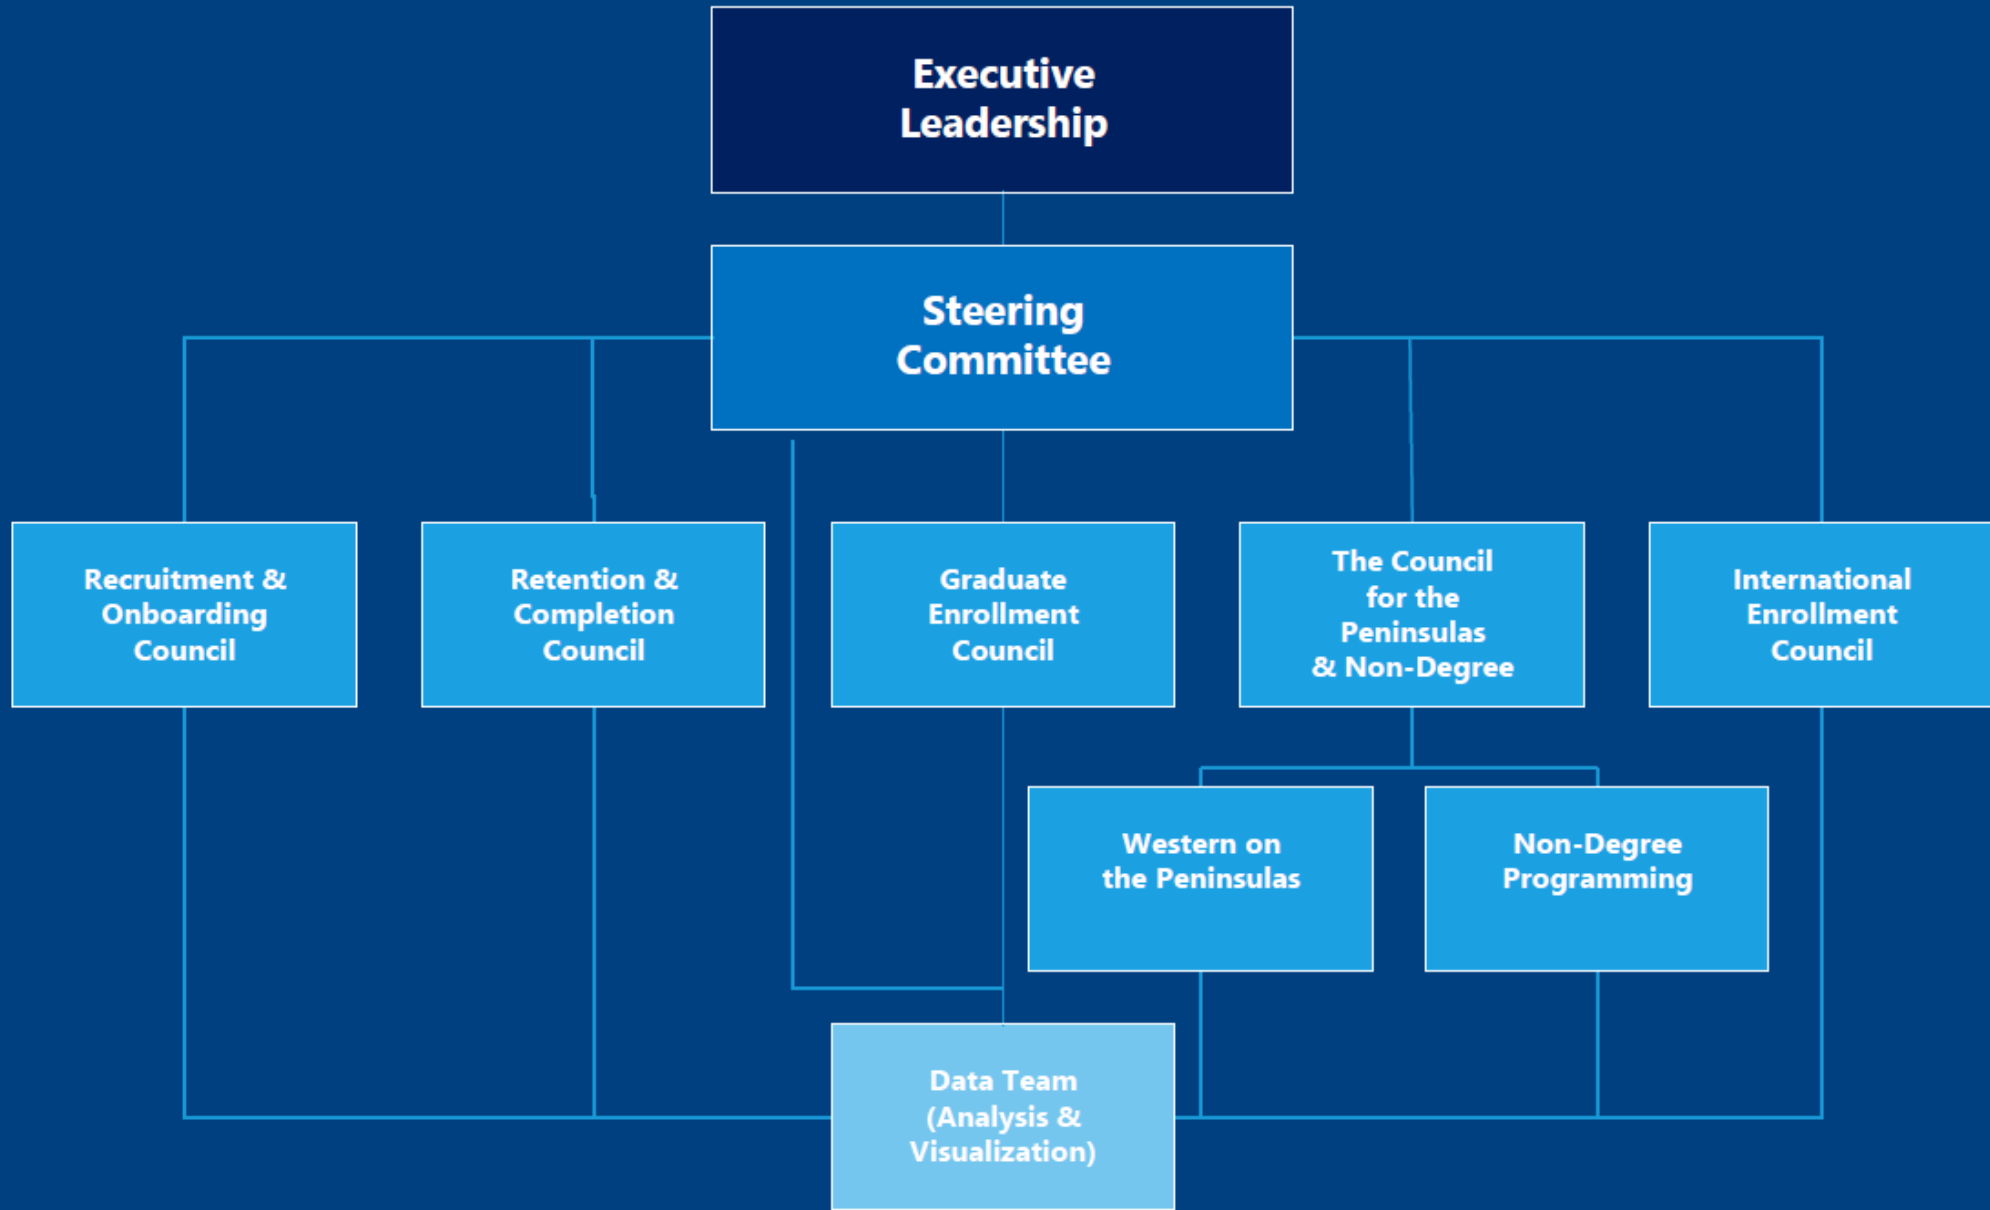 Executive
Leadership
Steering
Committee
Recruitment &
Onboarding
Council
Retention &
Completion
Council
Graduate
Enrollment
Council
The Council
for the
Peninsulas
& Non-Degree
International
Enrollment
Council
Western on
the Peninsulas
Non-Degree
Programming
Data Team
(Analysis &
Visualization)